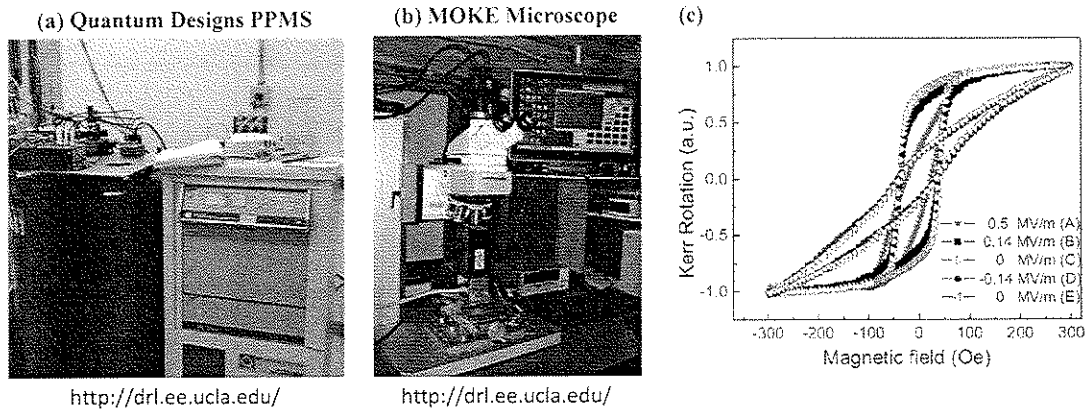 (a) Quantum Designs PPMS
(b) MOKE Microscope
(c)
http://drl.ee.ucla.edu/
http://drl.ee.ucla.edu/
Kerr Rotation (a.u.)
1.0
0.5
0.0
-0.5
-1.0
0.5 MV/m (A)
0.14 MV/m (B)
0 MV/m (C)
-0.14 MV/m (D)
0 MV/m (E)
-300 -200 -100 0 100 200 300
Magnetic field (Oe)